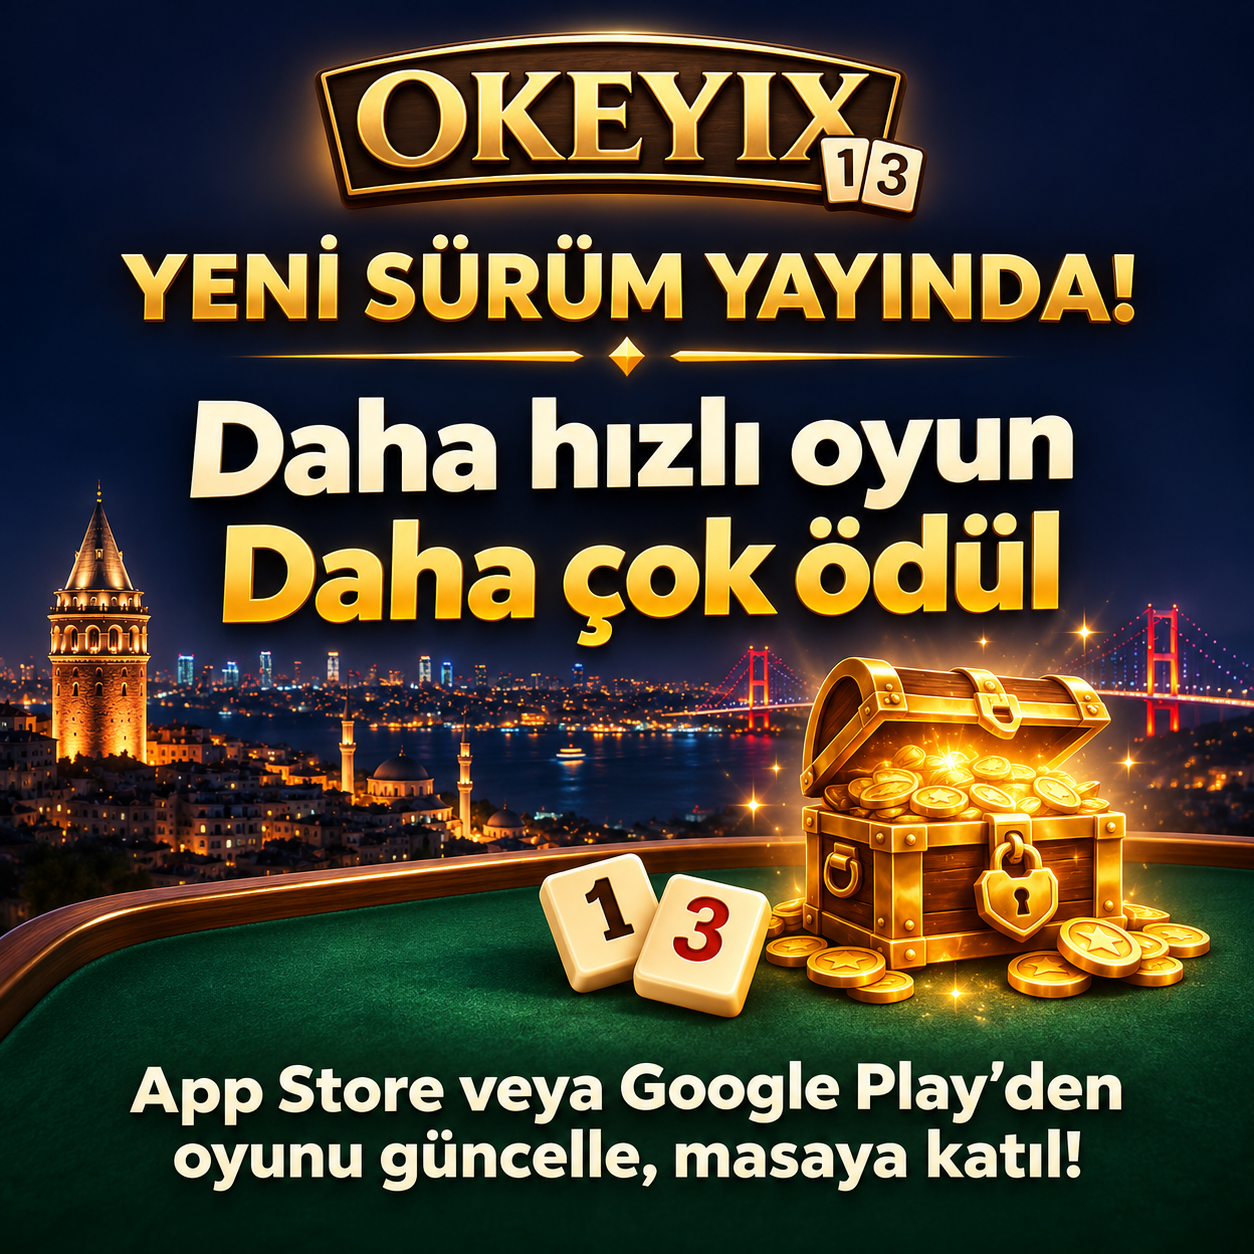 OKEYIX
13
YENİ SÜRÜM YAYINDA!
Daha hızlı oyun
Daha çok ödül
1 3
App Store veya Google Play’den
oyunu güncelle, masaya katıl!